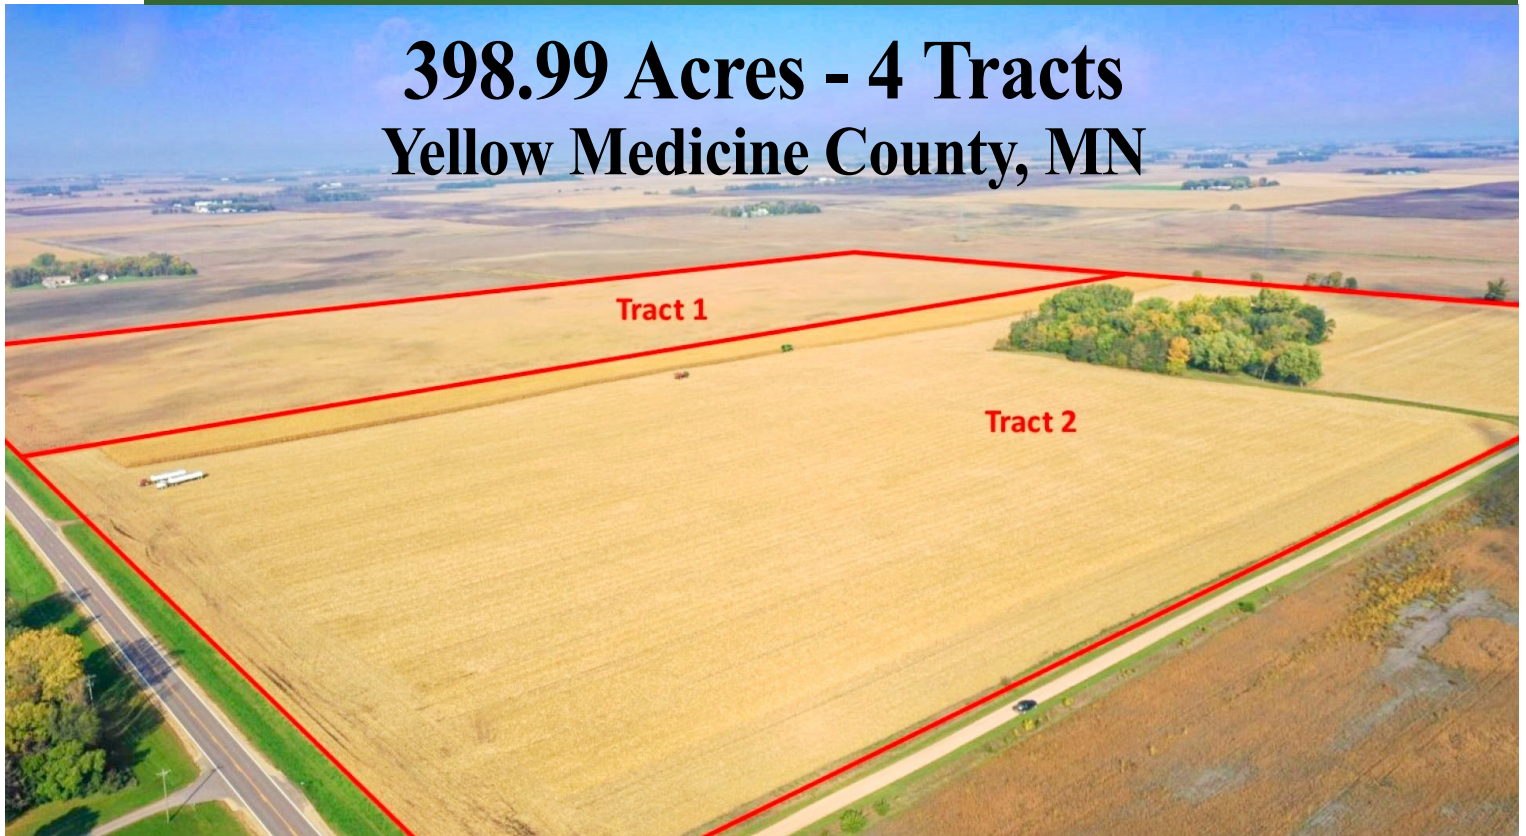 398.99 Acres - 4 Tracts
Yellow Medicine County, MN
Tract 1
Tract 2